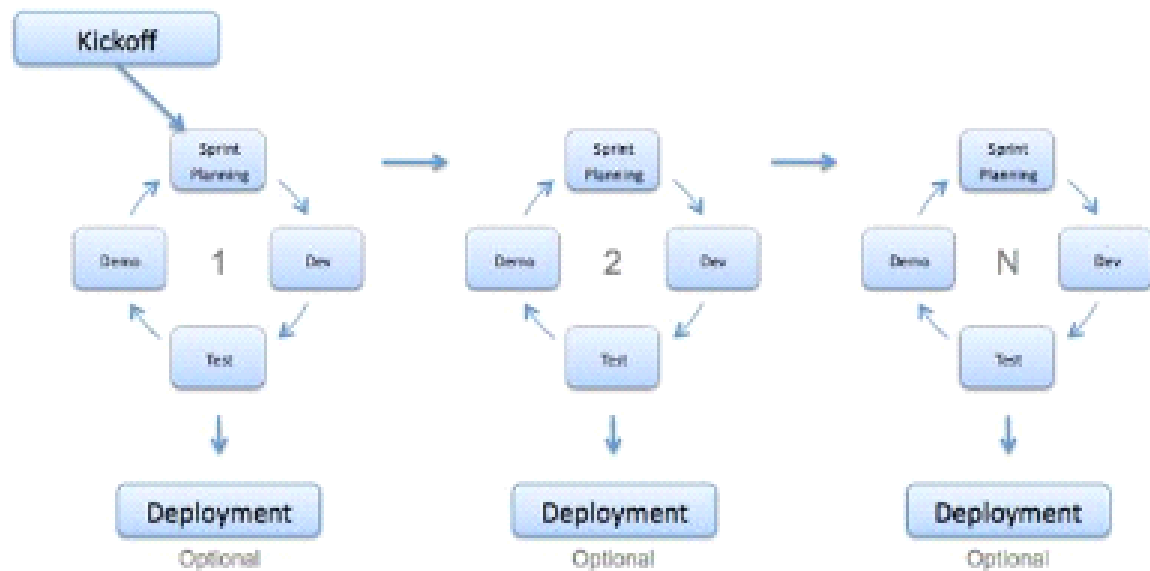 Kickoff
Sprint
Planning
Demo
1
Dev
Test
Deployment
Optional
Sprint
Planning
Demo
2
Dev
Test
Deployment
Optional
Sprint
Planning
Demo
N
Dev
Test
Deployment
Optional